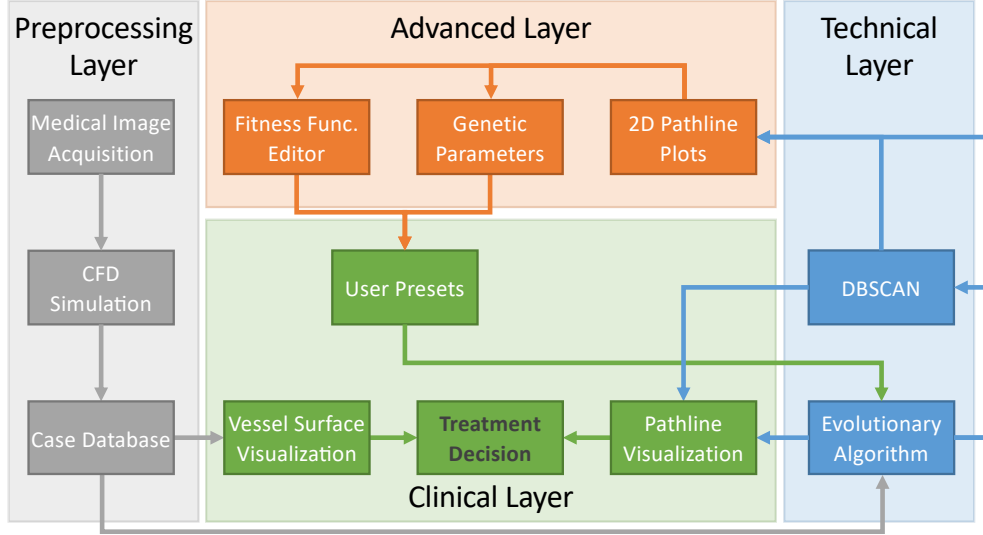 Preprocessing
Layer
Advanced Layer
Technical
Layer
Medical Image
Acquisition
Fitness Func.
Editor
Genetic
Parameters
2D Pathline
Plots
CFD
Simulation
User Presets
DBSCAN
Case Database
Vessel Surface
Visualization
Treatment
Decision
Pathline
Visualization
Evolutionary
Algorithm
Clinical Layer